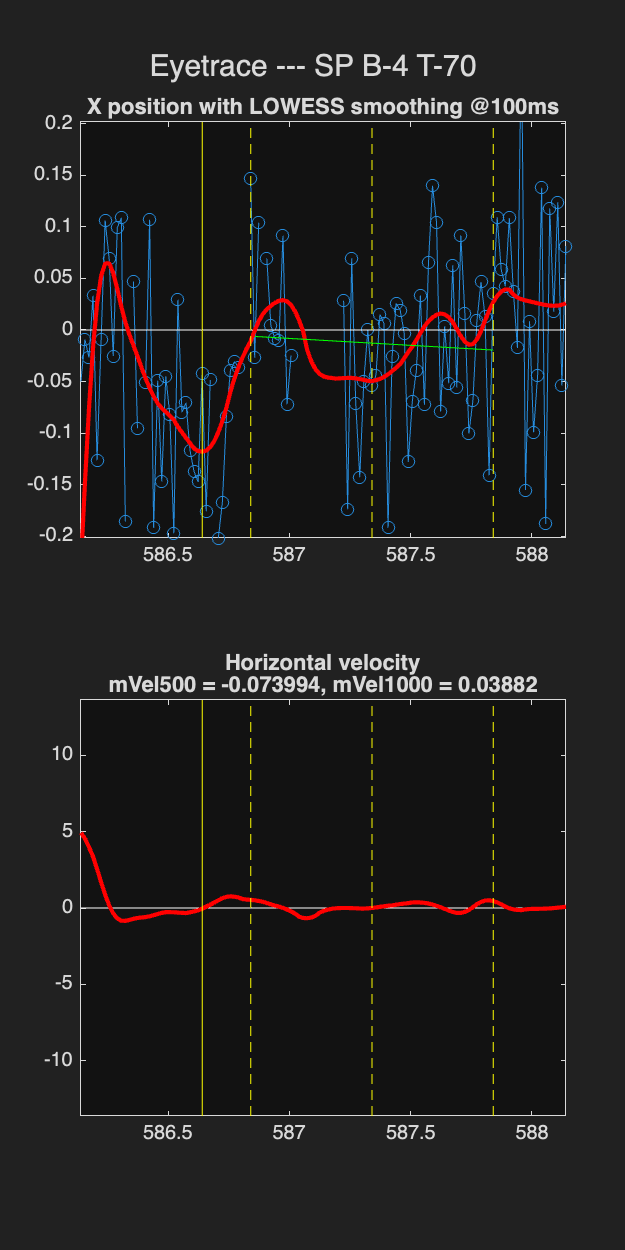 Eyetrace --- SP B-4 T-70
X position with LOWESS smoothing @100ms
0.2
0.15
0.1
0.05
0
-0.05
-0.1
-0.15
-0.2
586.5 587 587.5 588
Horizontal velocity
mVel500 = -0.073994, mVel1000 = 0.03882
10
5
0
-5
-10
586.5 587 587.5 588